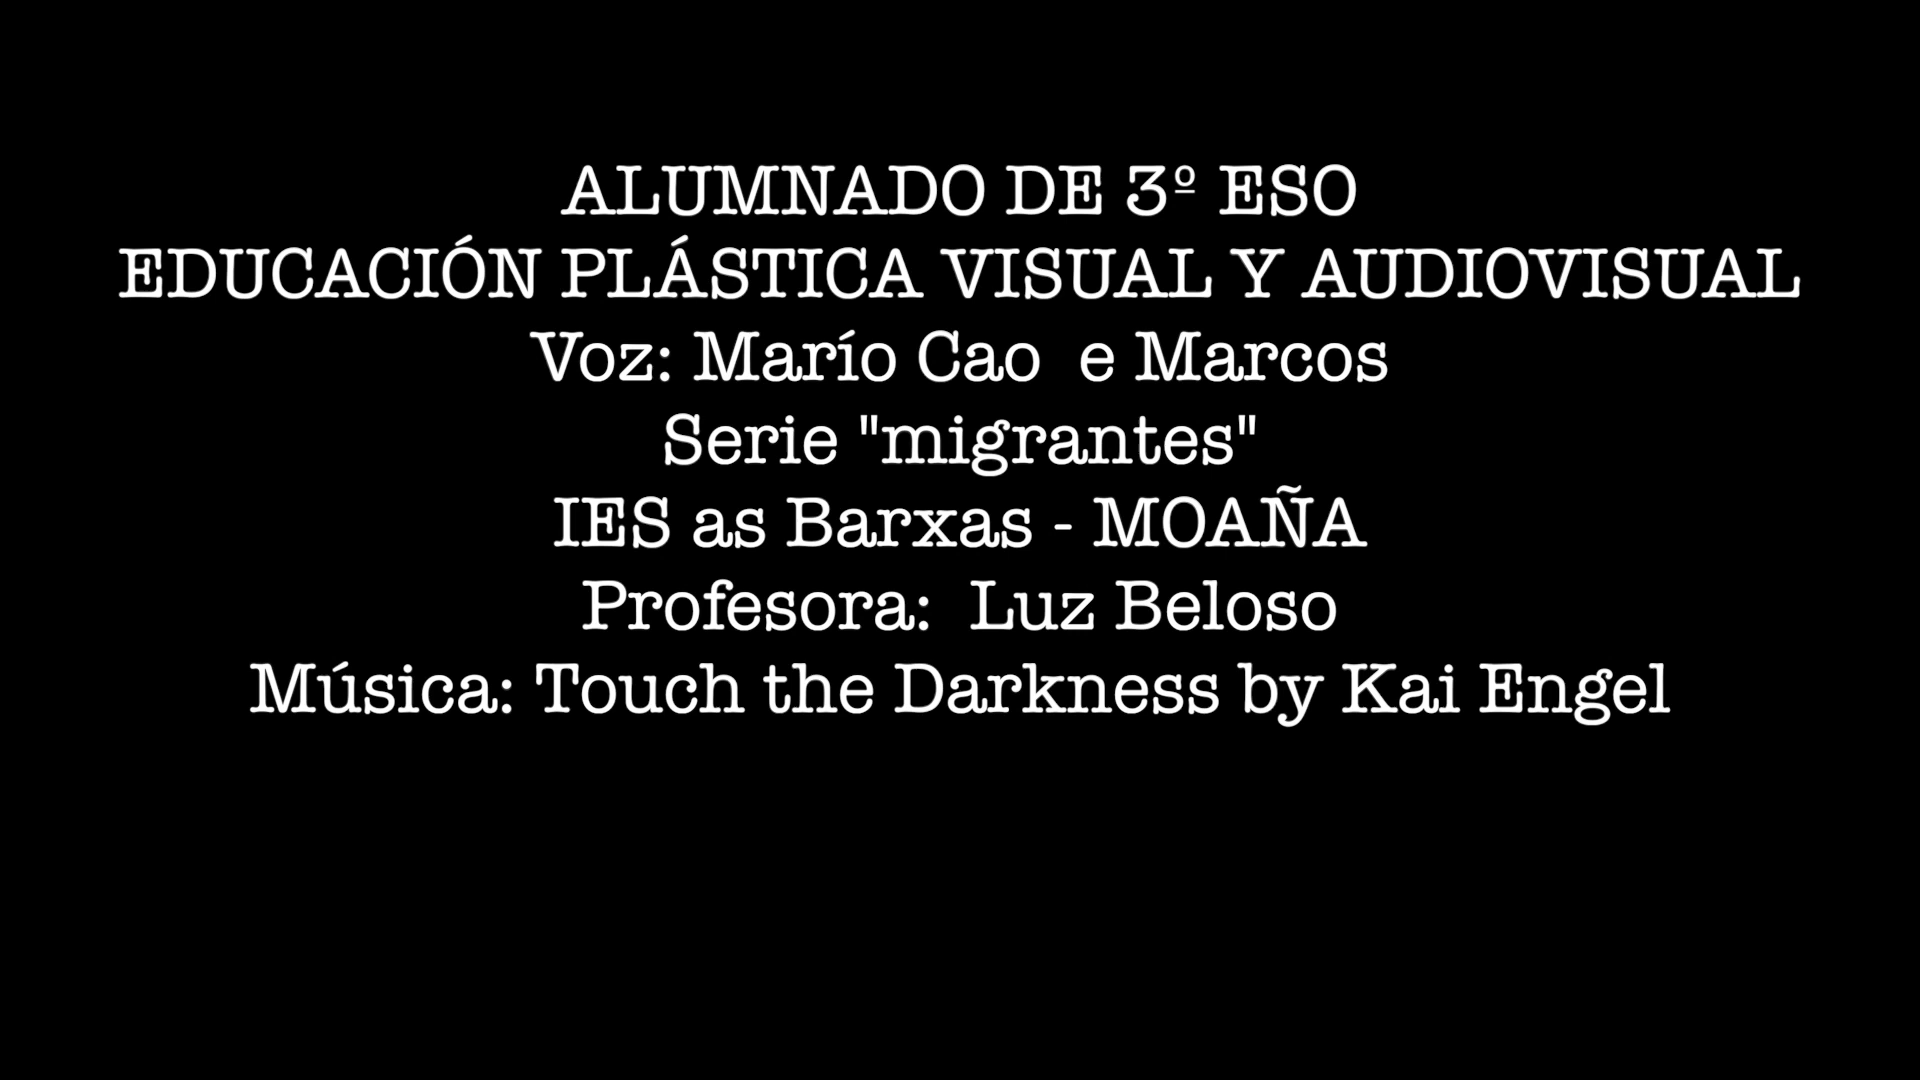 ALUMNADO DE 3º ESO
EDUCACIÓN PLÁSTICA VISUAL Y AUDIOVISUAL
Voz: Marío Cao  e Marcos
Serie "migrantes"
IES as Barxas - MOAÑA
Profesora:  Luz Beloso
Música: Touch the Darkness by Kai Engel